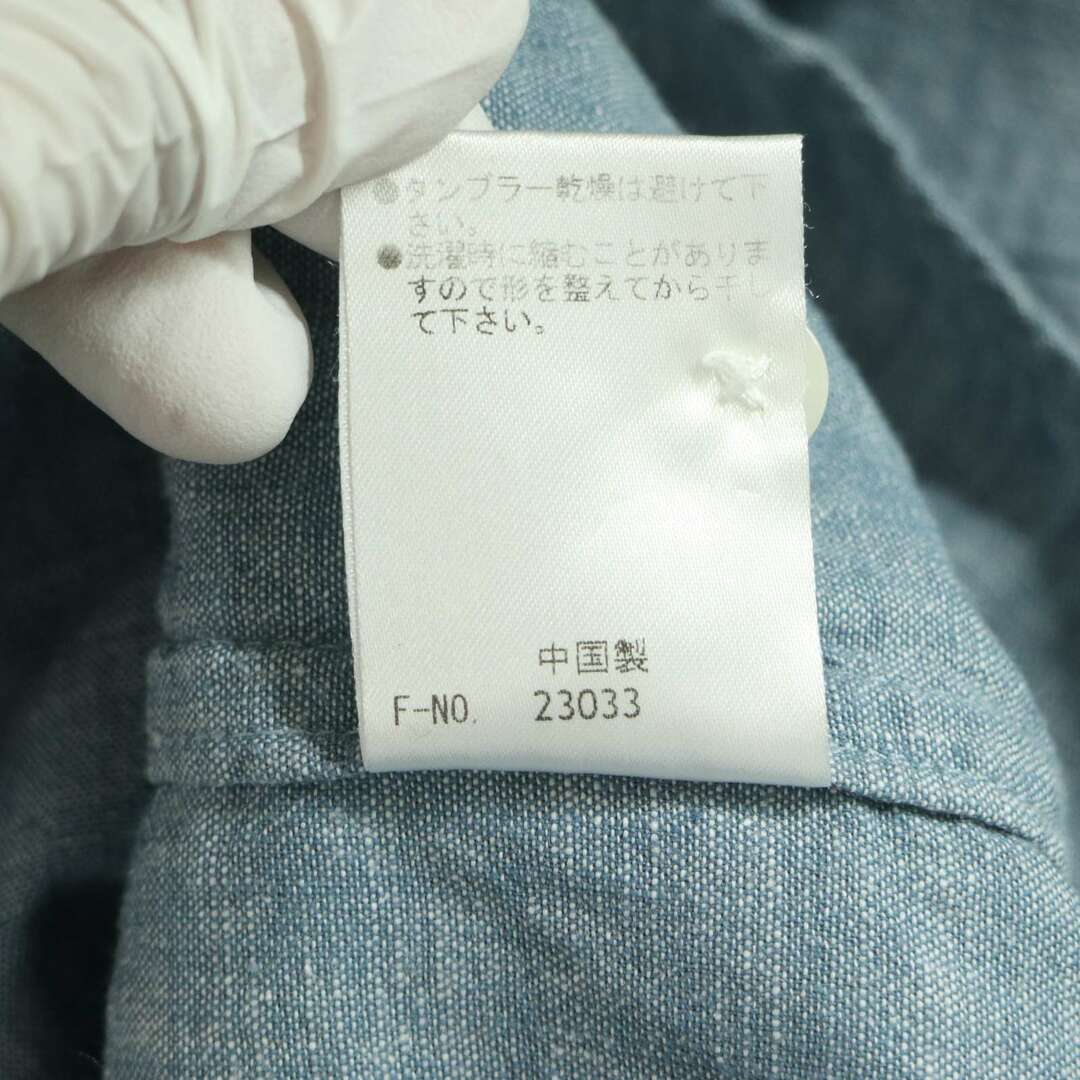 ●タンブラー乾燥は避けて下
さい。
●洗濯時に縮むことがありま
すので形を整えてから干し
て下さい。
中国製
F-NO. 23033